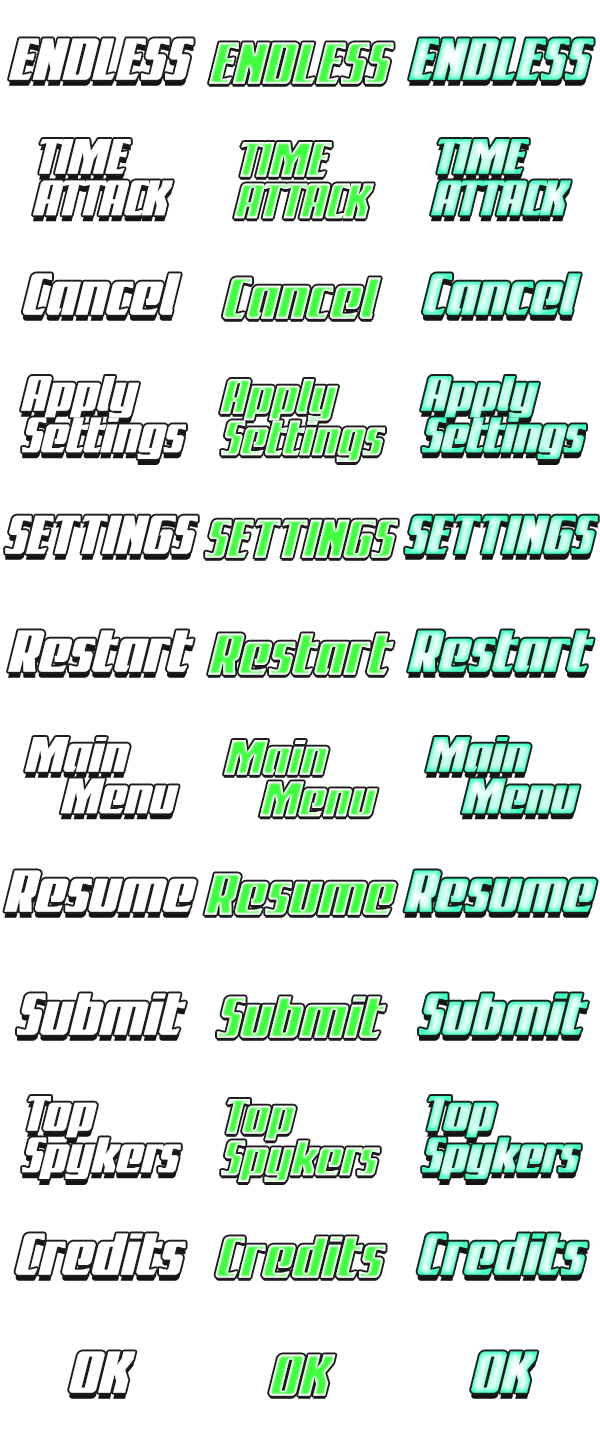 ENDLESS ENDLESS ENDLESS
TIME TIME TIME
ATTACK ATTACK ATTACK
Cancel Cancel Cancel
Apply Apply Apply
Settings Settings Settings
SETTINGS SETTINGS SETTINGS
Restart Restart Restart
Main Main Main
Menu Menu Menu
Resume Resume Resume
Submit Submit Submit
Top Top Top
Spykers Spykers Spykers
Credits Credits Credits
OK OK OK